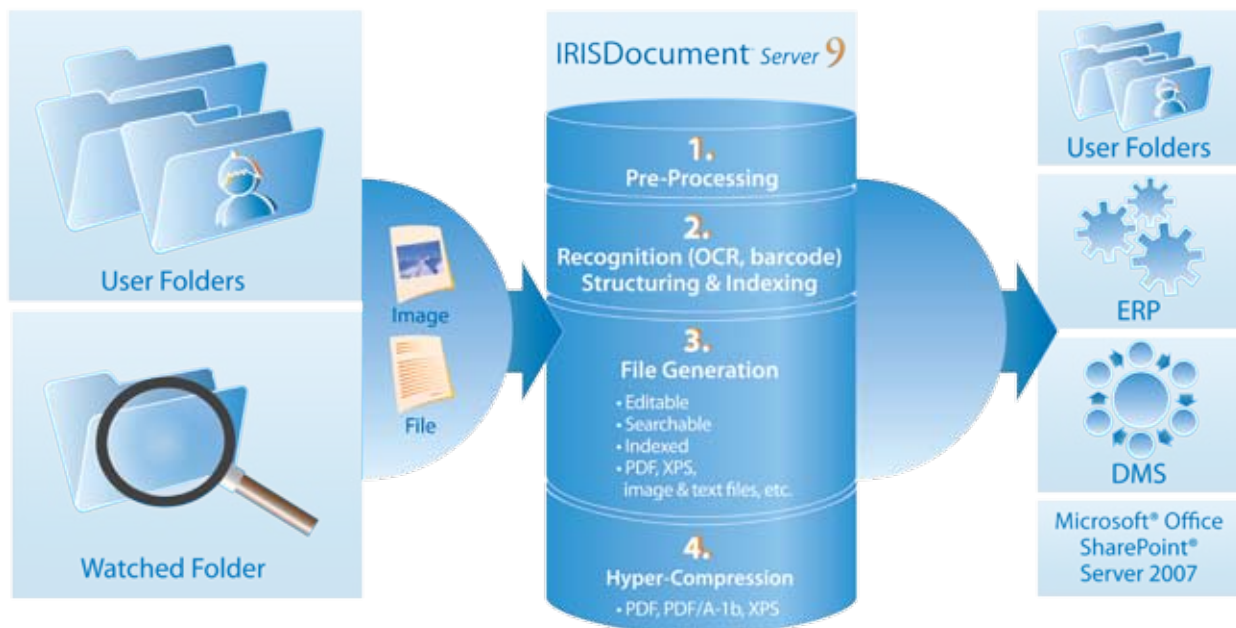 User Folders
Watched Folder
Image
File
IRISDocument™ Server 9
1.
Pre-Processing
2.
Recognition (OCR, barcode)
Structuring & Indexing
3.
File Generation
• Editable
• Searchable
• Indexed
• PDF, XPS,
image & text files, etc.
4.
Hyper-Compression
• PDF, PDF/A-1b, XPS
User Folders
ERP
DMS
Microsoft® Office
SharePoint®
Server 2007